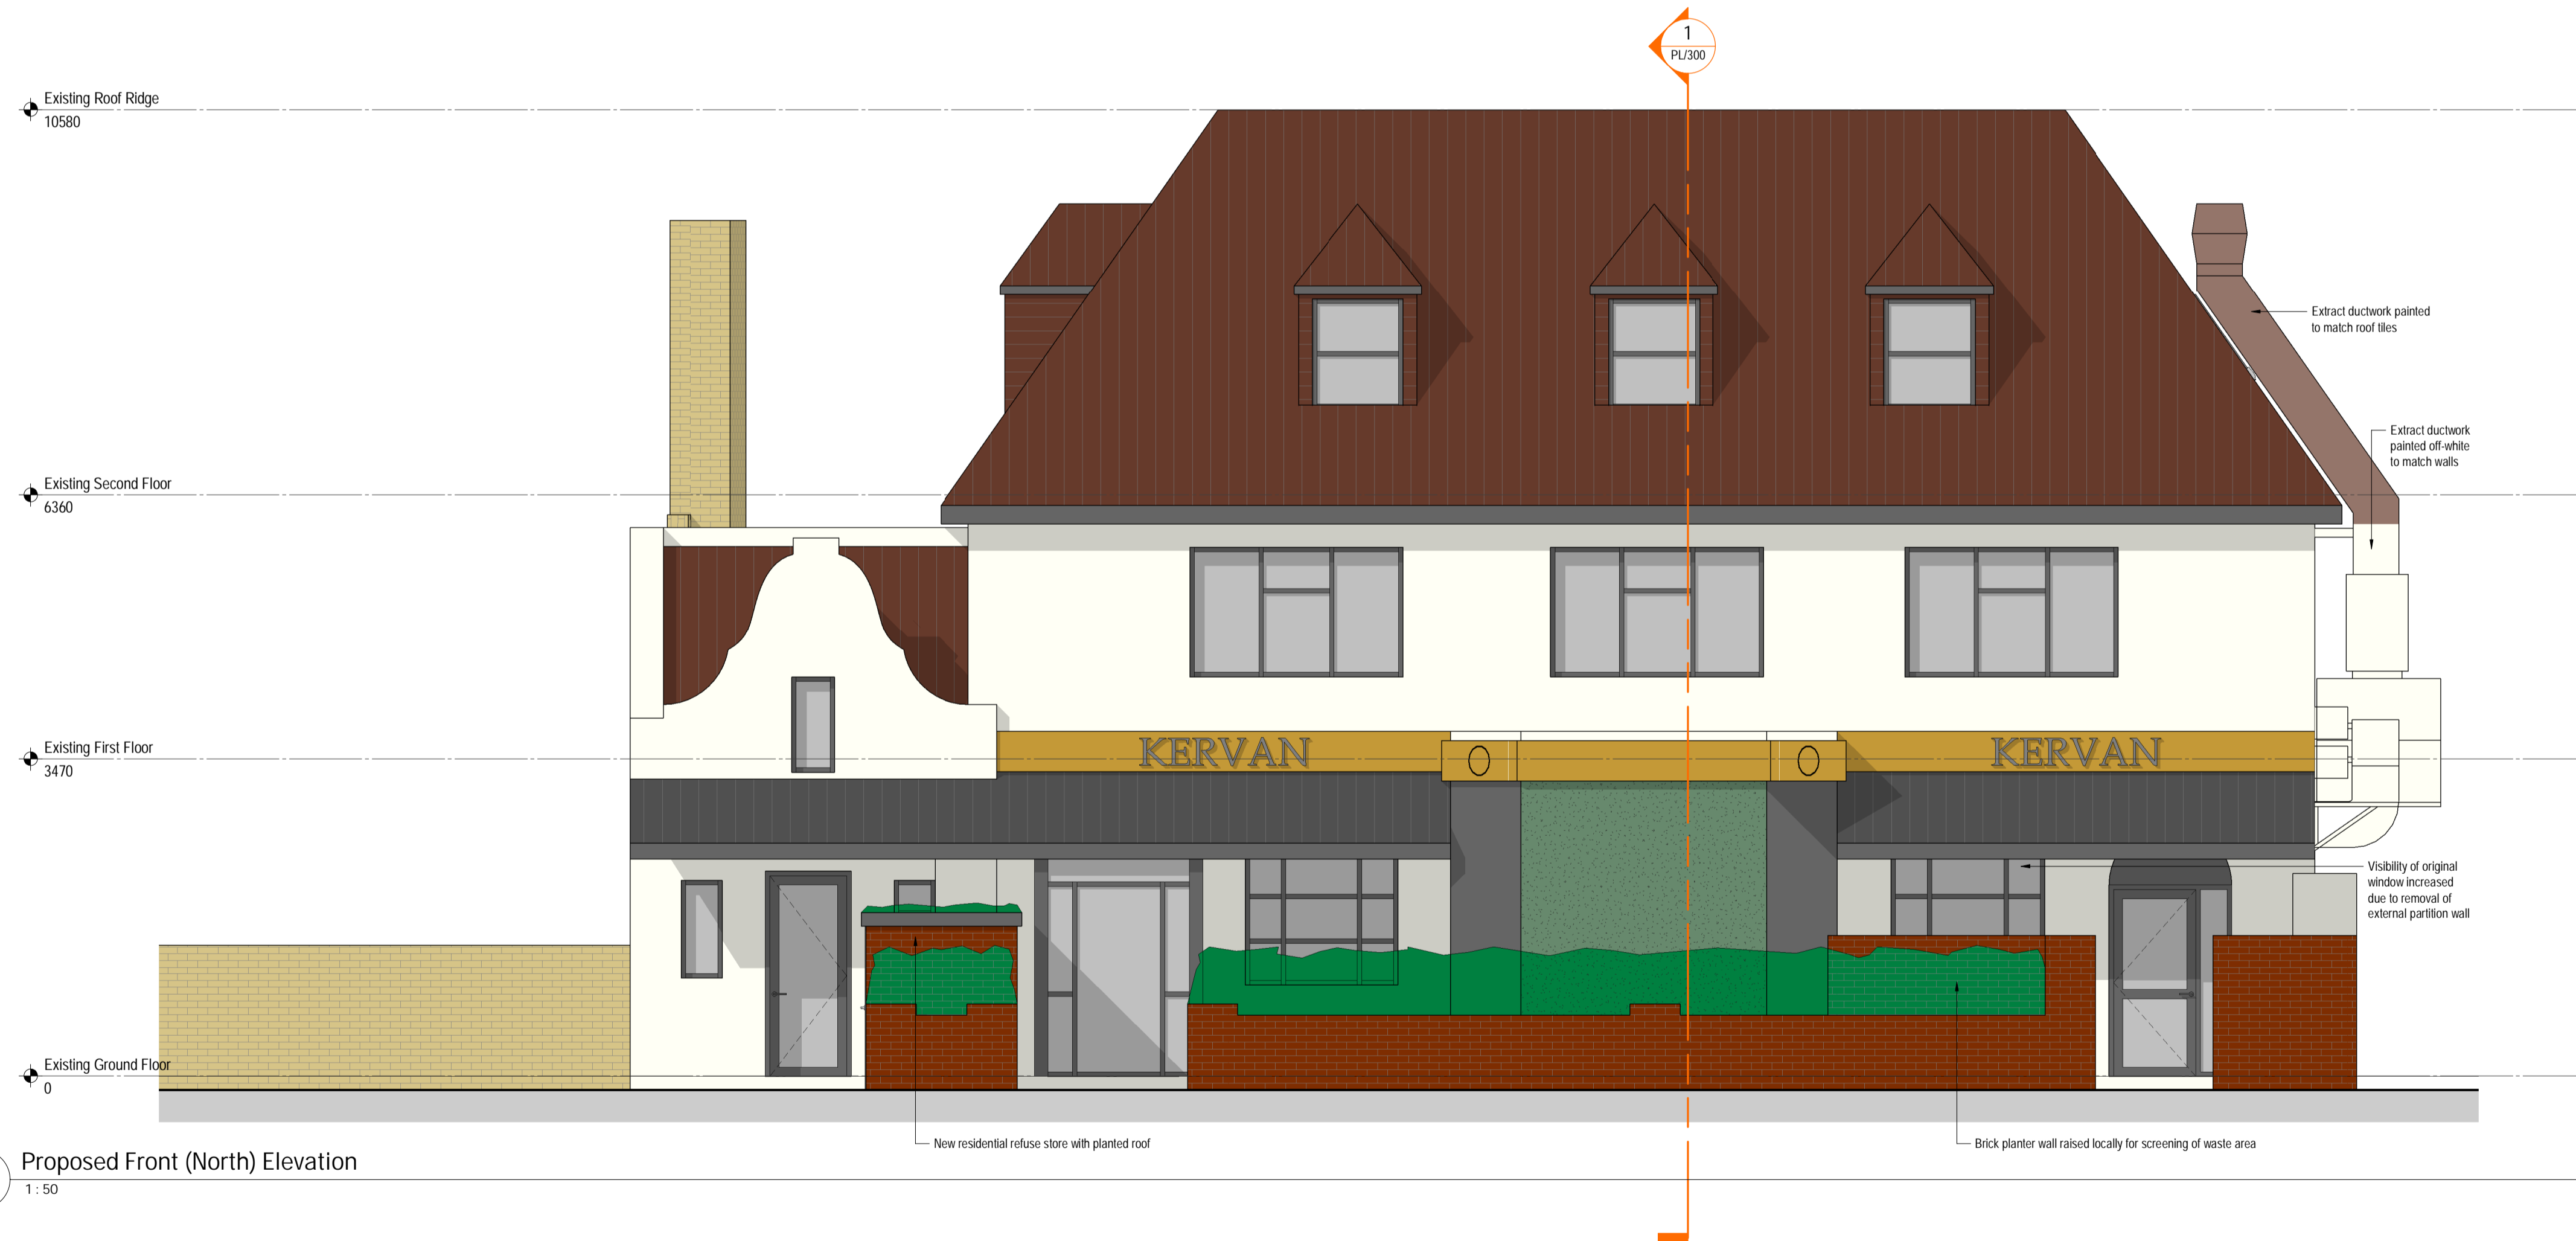 1
PL/300
Existing Roof Ridge
10580
Extract ductwork painted
to match roof tiles
Extract ductwork
painted off-white
to match walls
Existing Second Floor
6360
Existing First Floor
3470
KERVAN
KERVAN
Visibility of original
window increased
due to removal of
external partition wall
Existing Ground Floor
0
New residential refuse store with planted roof
Brick planter wall raised locally for screening of waste area
Proposed Front (North) Elevation
1 : 50